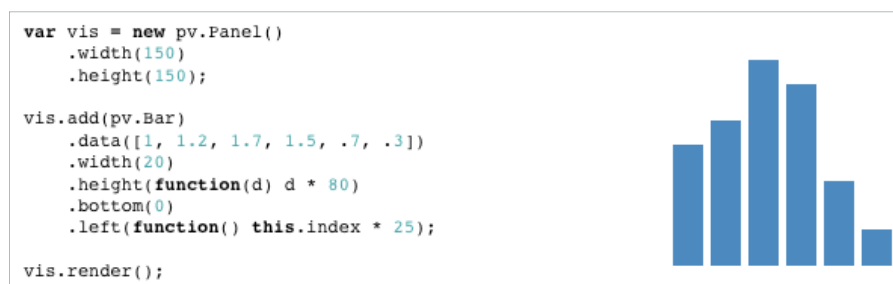 var vis = new pv.Panel()
    .width(150)
    .height(150);

vis.add(pv.Bar)
    .data([1, 1.2, 1.7, 1.5, .7, .3])
    .width(20)
    .height(function(d) d * 80)
    .bottom(0)
    .left(function() this.index * 25);

vis.render();